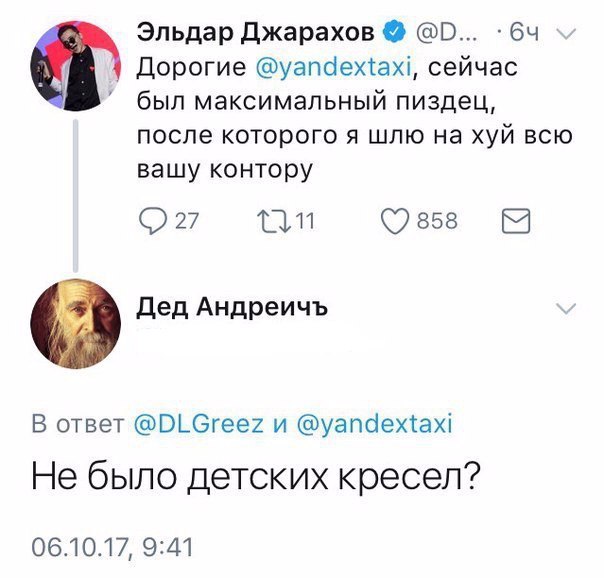 Эльдар Джарахов @D... · 6ч
Дорогие @yandextaxi, сейчас
был максимальный пиздец,
после которого я шлю на хуй всю
вашу контору
27 11 858
Дед Андреичъ
В ответ @DLGreez и @yandextaxi
Не было детских кресел?
06.10.17, 9:41